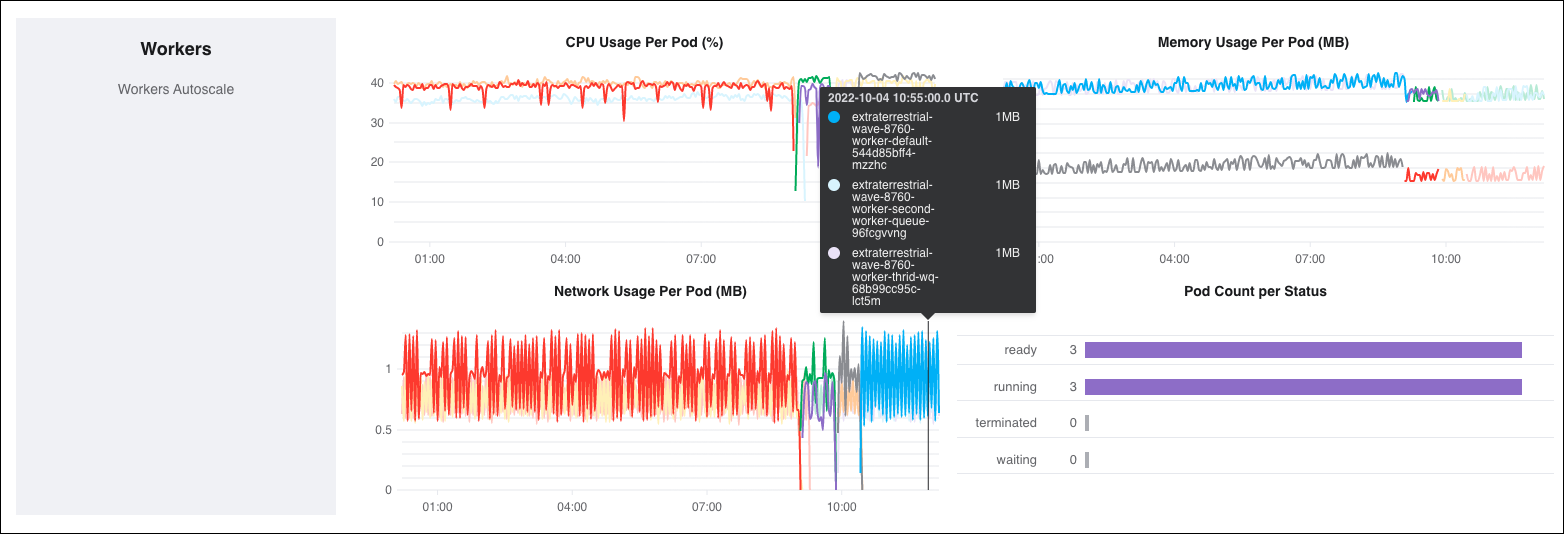 Workers
Workers Autoscale
CPU Usage Per Pod (%)
40
30
20
10
0
01:00
04:00
07:00
Memory Usage Per Pod (MB)
:00
04:00
07:00
10:00
2022-10-04 10:55:00.0 UTC
extraterrestrial- 1MB
wave-8760-
worker-default-
544d85bff4-
mzzhc
extraterrestrial- 1MB
wave-8760-
worker-second-
worker-queue-
96fcgvvng
extraterrestrial- 1MB
wave-8760-
worker-thrid-wq-
68b99cc95c-
lct5m
Network Usage Per Pod (MB)
1
0.5
0
01:00
04:00
07:00
10:00
Pod Count per Status
ready 3
running 3
terminated 0
waiting 0